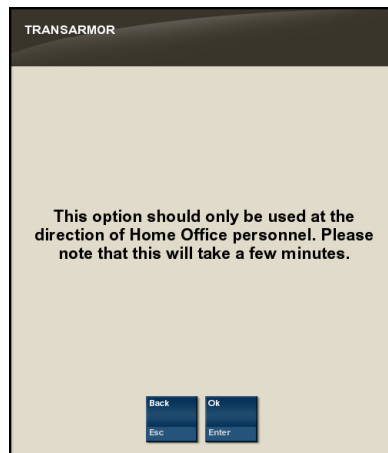 TRANSARMOR
This option should only be used at the
direction of Home Office personnel. Please
note that this will take a few minutes.
Back Ok
Esc Enter